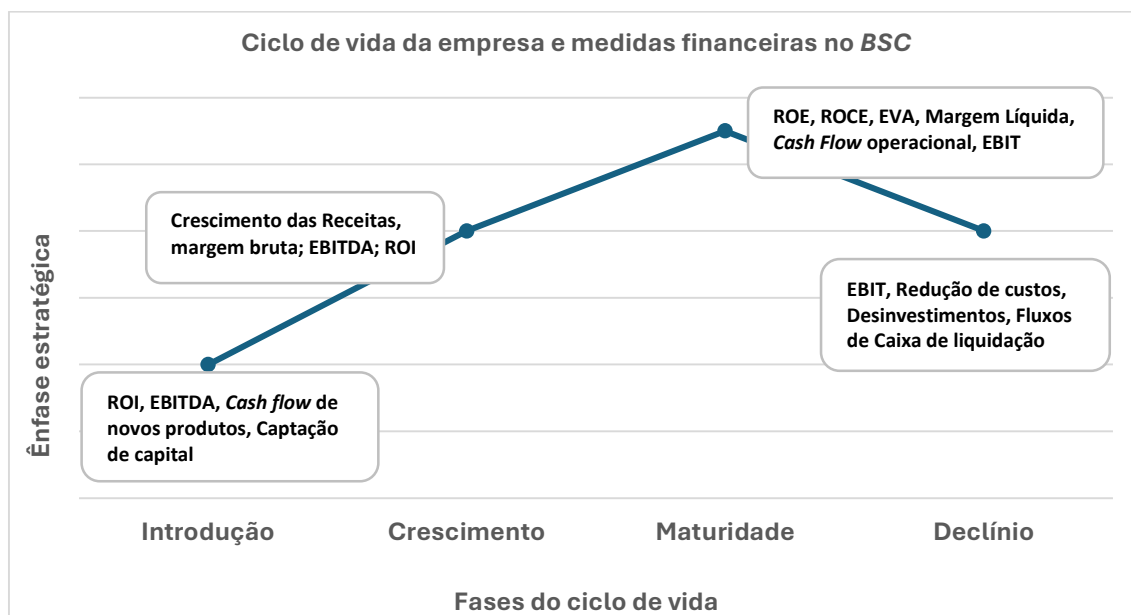 Ciclo de vida da empresa e medidas financeiras no BSC
ROE, ROCE, EVA, Margem Líquida,
Cash Flow operacional, EBIT
Crescimento das Receitas,
margem bruta; EBITDA; ROI
EBIT, Redução de custos,
Desinvestimentos, Fluxos
de Caixa de liquidação
ROI, EBITDA, Cash flow de
novos produtos, Captação
de capital
Ênfase estratégica
Introdução
Crescimento
Maturidade
Declínio
Fases do ciclo de vida